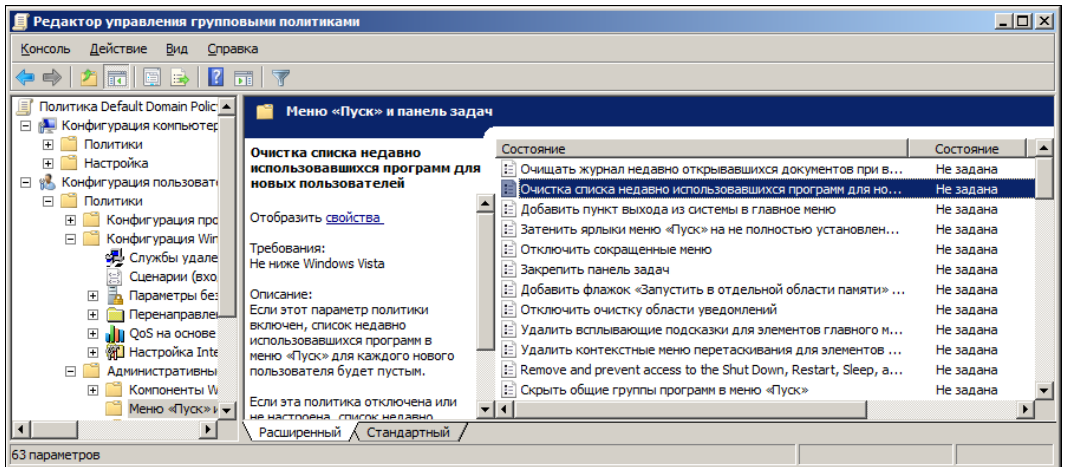 Редактор управления групповыми политиками
Консоль Действие Вид Справка
Политика Default Domain Polic
Конфигурация компьютер
Политики
Настройка
Конфигурация пользоват
Политики
Конфигурация про
Конфигурация Win
Службы удале
Сценарии (вхо
Параметры без
Перенаправле
QoS на основе
Настройка Inte
Административны
Компоненты W
Меню «Пуск» и
Меню «Пуск» и панель задач
Очистка списка недавно
использовавшихся программ для
новых пользователей
Отобразить свойства
Требования:
Не ниже Windows Vista
Описание:
Если этот параметр политики
включен, список недавно
использовавшихся программ в
меню «Пуск» для каждого нового
пользователя будет пустым.
Если эта политика отключена или
не настроена, список недавно
Состояние Состояние
Очищать журнал недавно открывавшихся документов при в... Не задана
Очистка списка недавно использовавшихся программ для но... Не задана
Добавить пункт выхода из системы в главное меню Не задана
Затенить ярлыки меню «Пуск» на не полностью установлен... Не задана
Отключить сокращенные меню Не задана
Закрепить панель задач Не задана
Добавить флажок «Запустить в отдельной области памяти» ... Не задана
Отключить очистку области уведомлений Не задана
Удалить всплывающие подсказки для элементов главного м... Не задана
Удалить контекстные меню перетаскивания для элементов ... Не задана
Remove and prevent access to the Shut Down, Restart, Sleep, a... Не задана
Скрыть общие группы программ в меню «Пуск» Не задана
Расширенный Стандартный
63 параметров